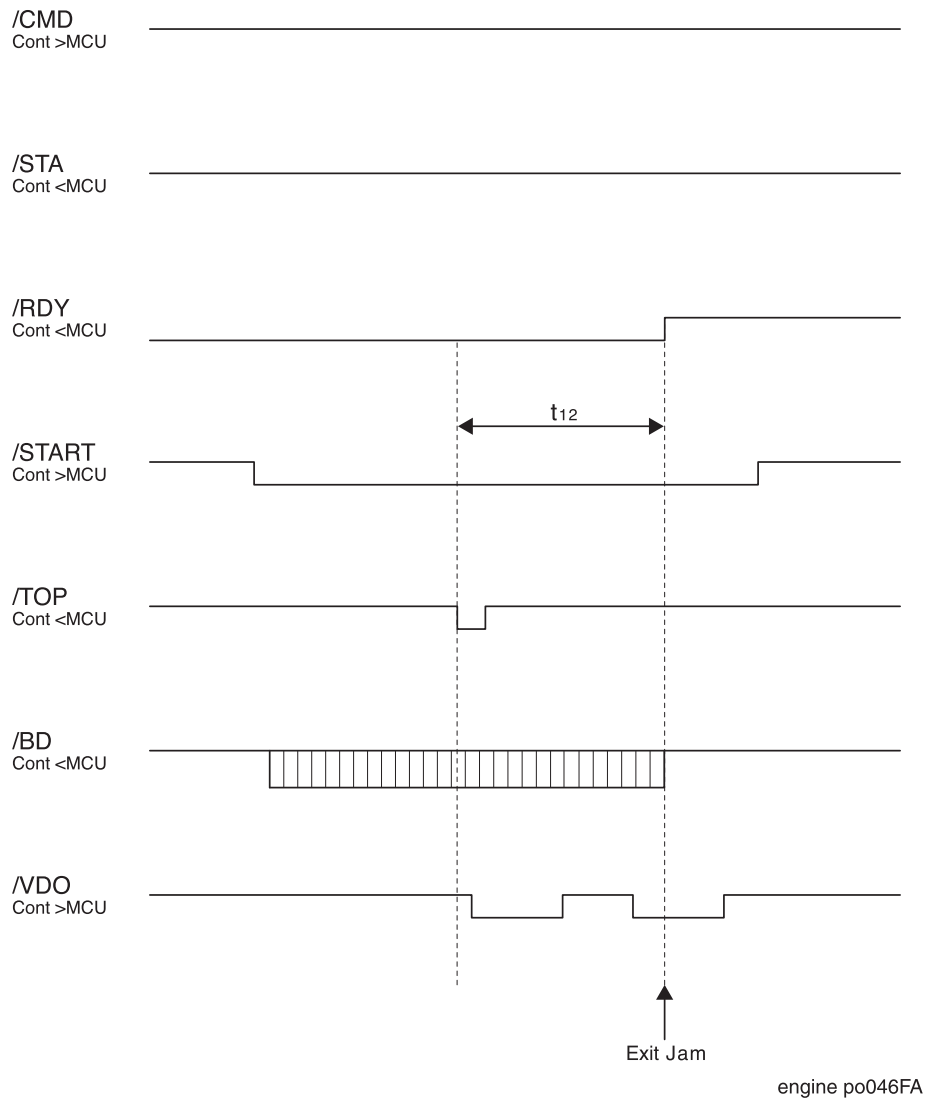 /CMD
Cont >MCU
/STA
Cont <MCU
/RDY
Cont <MCU
t12
/START
Cont >MCU
/TOP
Cont <MCU
/BD
Cont <MCU
/VDO
Cont >MCU
Exit Jam
engine po046FA